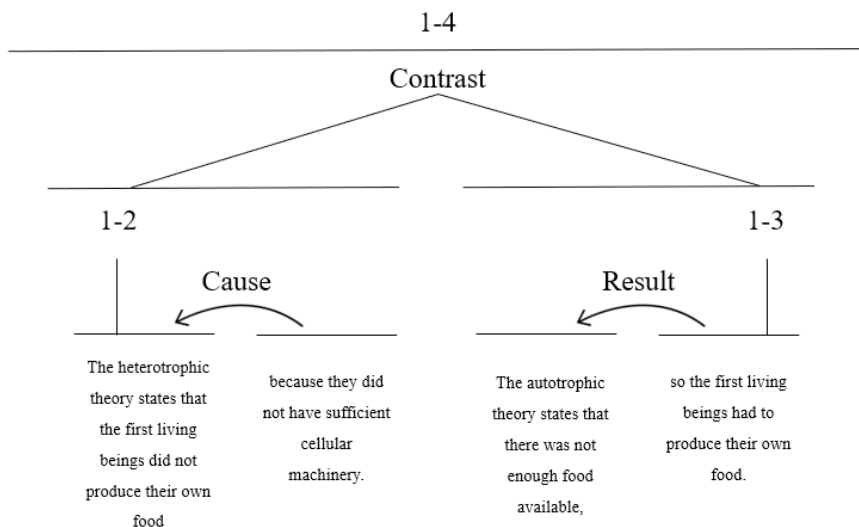 1-4
Contrast
1-2
1-3
Cause
Result
The heterotrophic
theory states that
the first living
beings did not
produce their own
food
because they did
not have sufficient
cellular
machinery.
The autotrophic
theory states that
there was not
enough food
available,
so the first living
beings had to
produce their own
food.